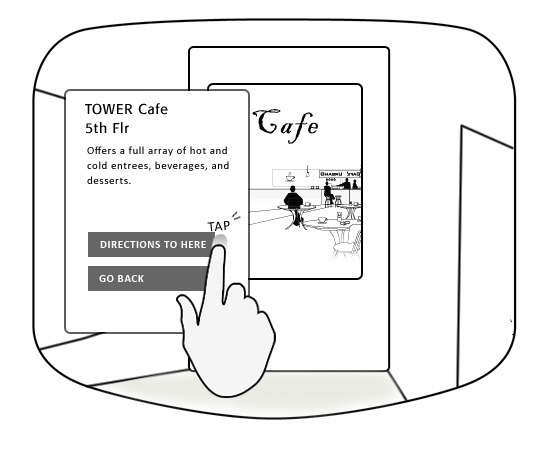 TOWER Cafe
5th Flr
Offers a full array of hot and
cold entrees, beverages, and
desserts.
TAP
DIRECTIONS TO HERE
GO BACK
Cafe